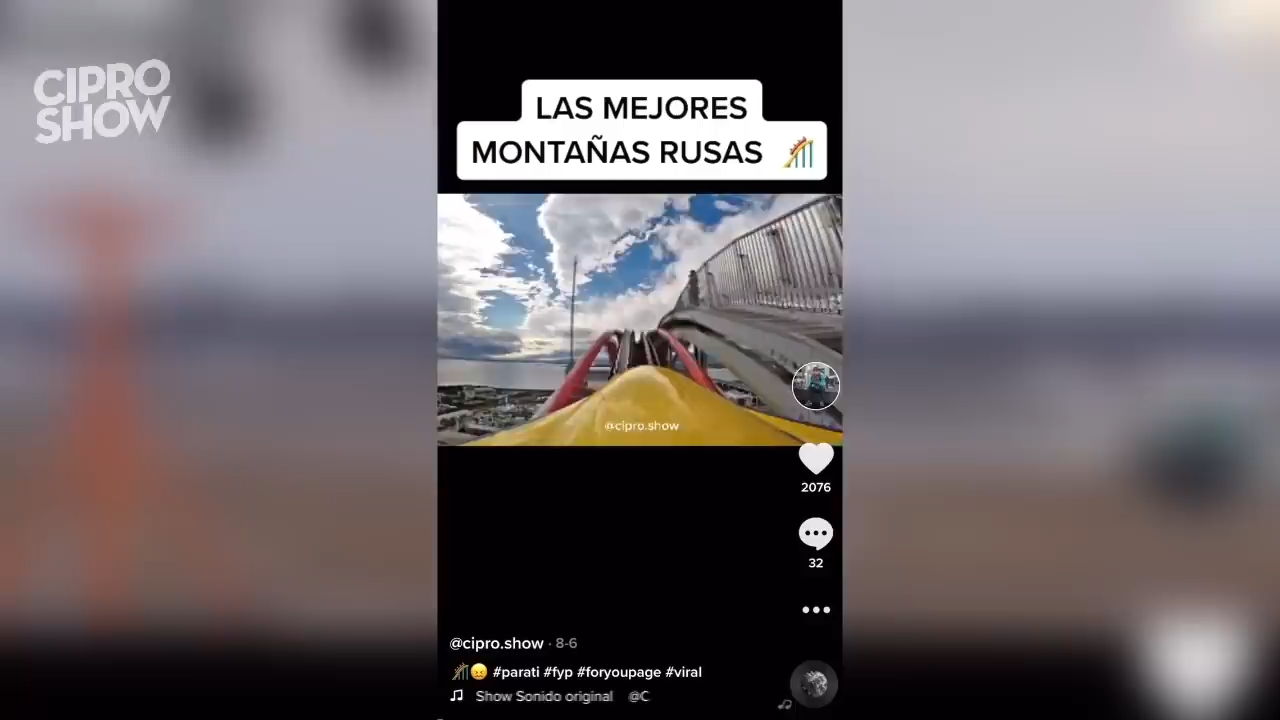 CIPRO
SHOW
LAS MEJORES
MONTAÑAS RUSAS
@cipro.show
2076
32
@cipro.show · 8-6
#parati #fyp #foryoupage #viral
Show Sonido original @C